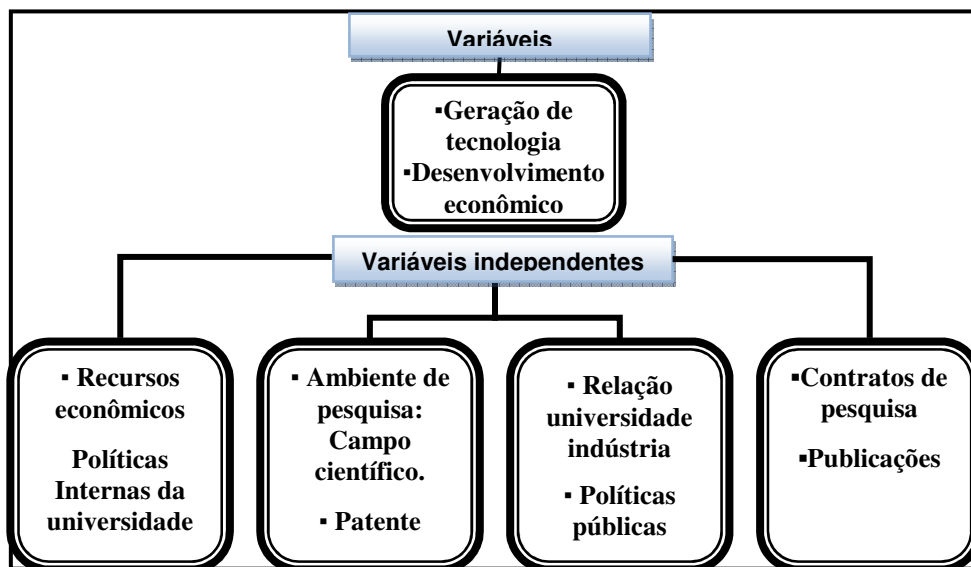 Variáveis
▪Geração de
tecnologia
▪Desenvolvimento
econômico
Variáveis independentes
▪ Recursos
econômicos
Políticas
Internas da
universidade
▪ Ambiente de
pesquisa:
Campo
científico.
▪ Patente
▪ Relação
universidade
indústria
▪ Políticas
públicas
▪Contratos de
pesquisa
▪Publicações